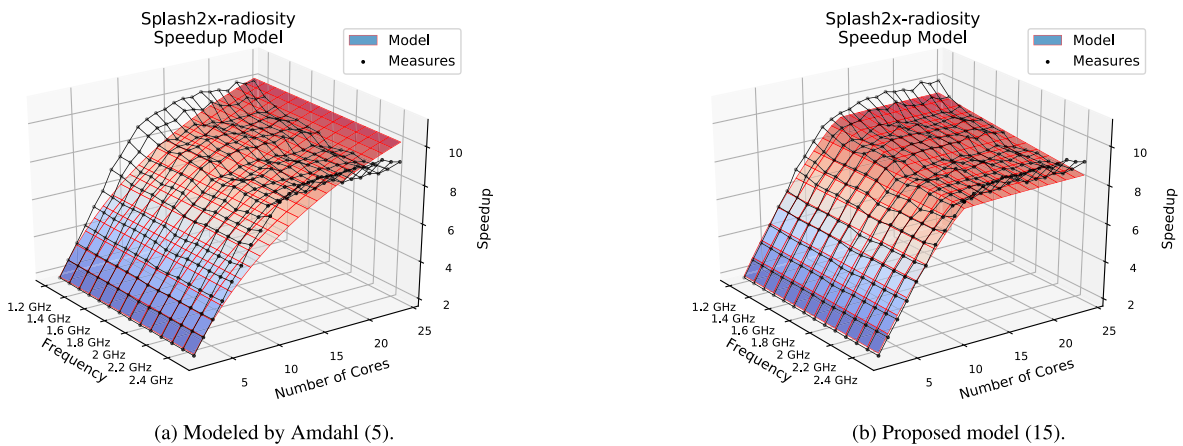 Splash2x-radiosity
Speedup Model
Model
Measures
10
8
6
4
2
Speedup
1.2 GHz
1.4 GHz
1.6 GHz
1.8 GHz
2 GHz
2.2 GHz
2.4 GHz
Frequency
5
10
15
20
25
Number of Cores
(a) Modeled by Amdahl (5).
Splash2x-radiosity
Speedup Model
Model
Measures
10
8
6
4
2
Speedup
1.2 GHz
1.4 GHz
1.6 GHz
1.8 GHz
2 GHz
2.2 GHz
2.4 GHz
Frequency
5
10
15
20
25
Number of Cores
(b) Proposed model (15).